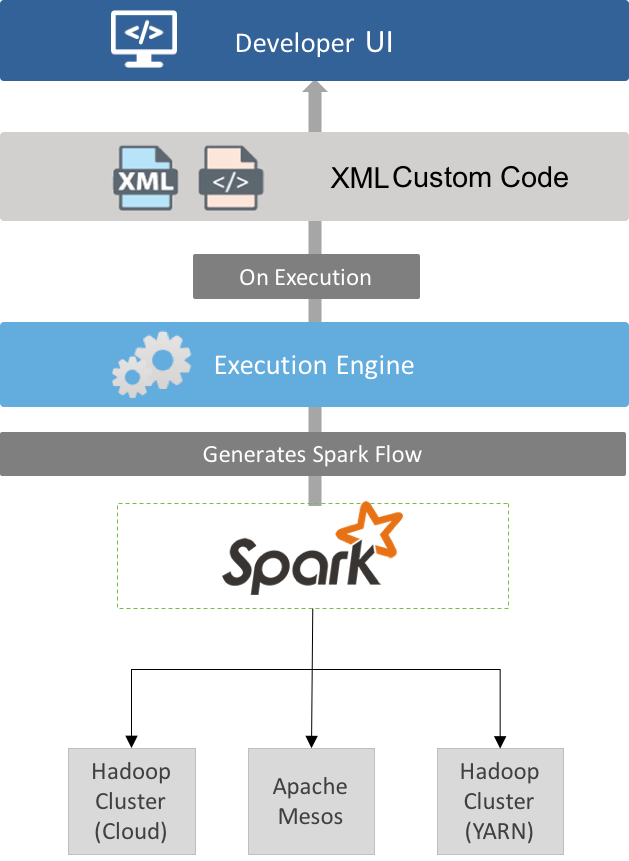 </> Developer UI
XML </> XML Custom Code
On Execution
Execution Engine
Generates Spark Flow
Spark
Hadoop
Cluster
(Cloud)
Apache
Mesos
Hadoop
Cluster
(YARN)